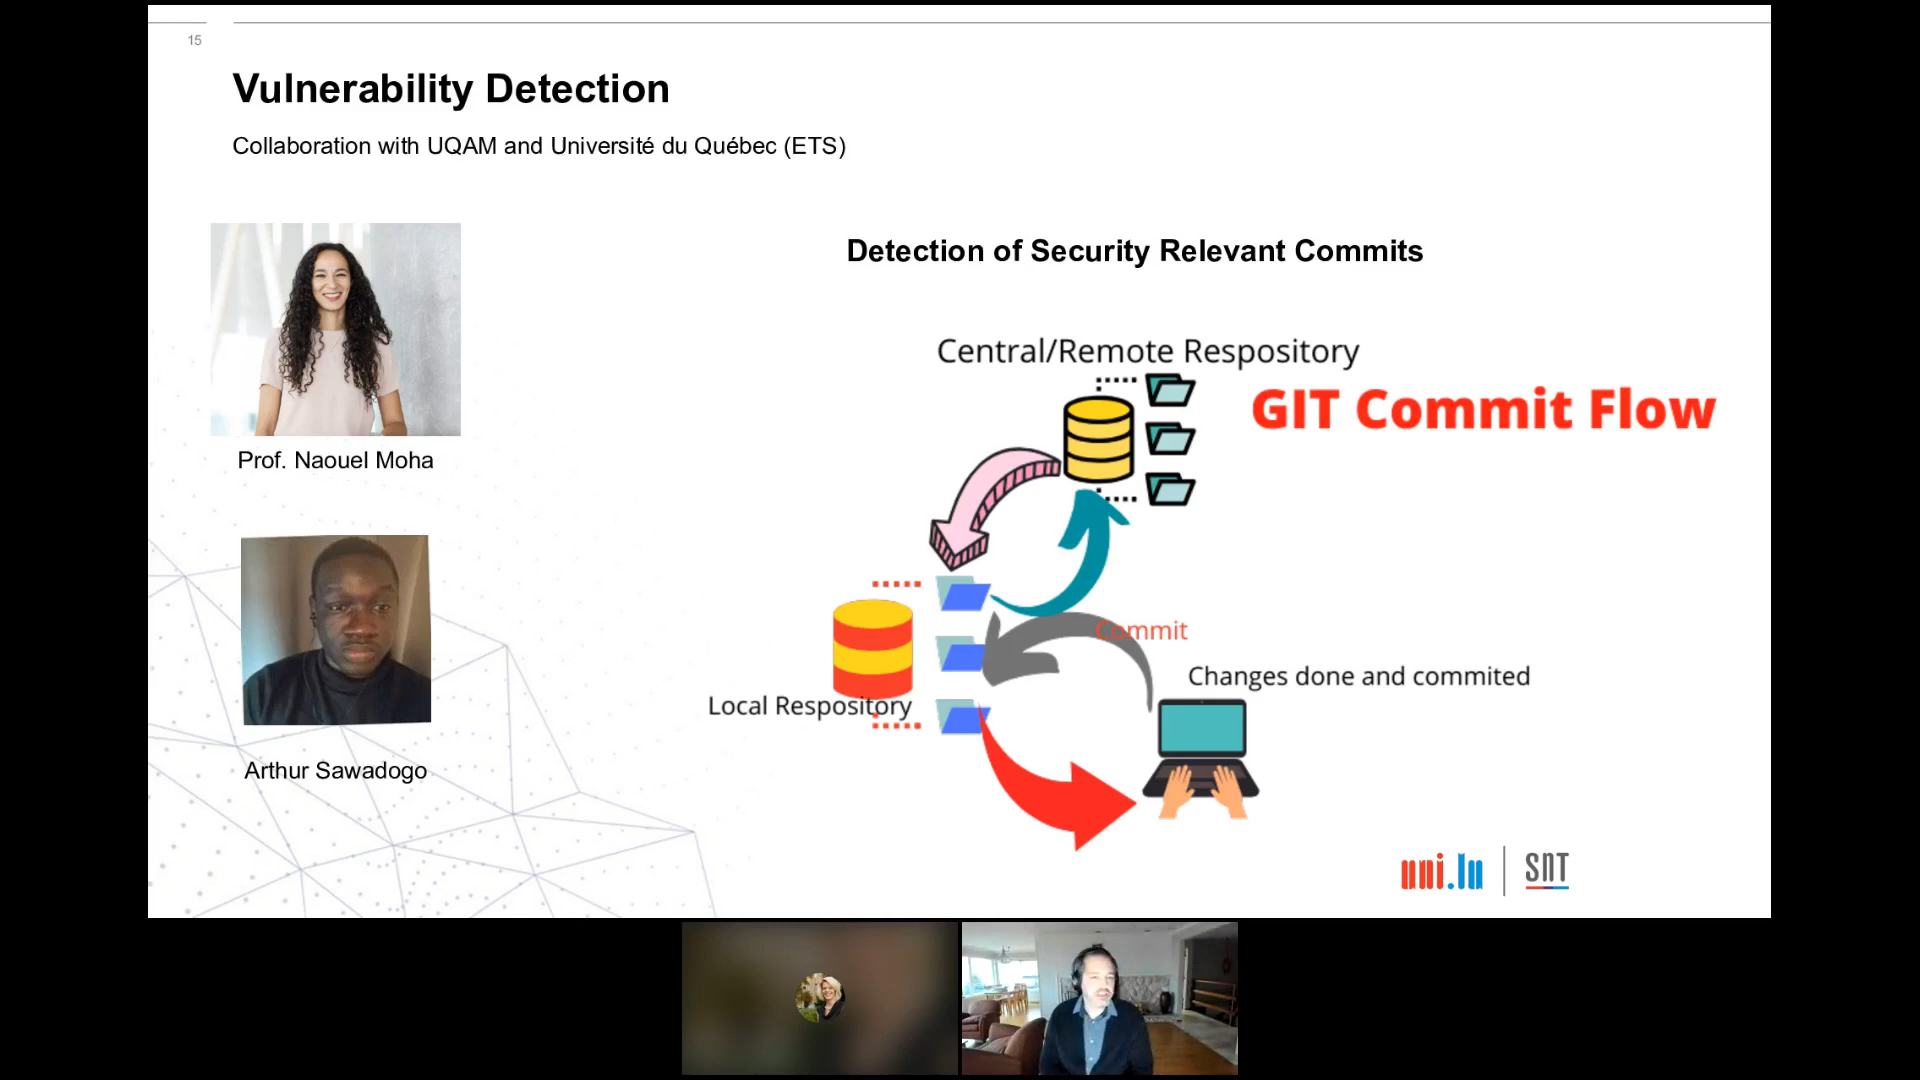 15
Vulnerability Detection
Collaboration with UQAM and Université du Québec (ETS)
Prof. Naouel Moha
Arthur Sawadogo
Detection of Security Relevant Commits
Central/Remote Respository
GIT Commit Flow
Commit
Changes done and commited
Local Respository
uni.lu
SNT